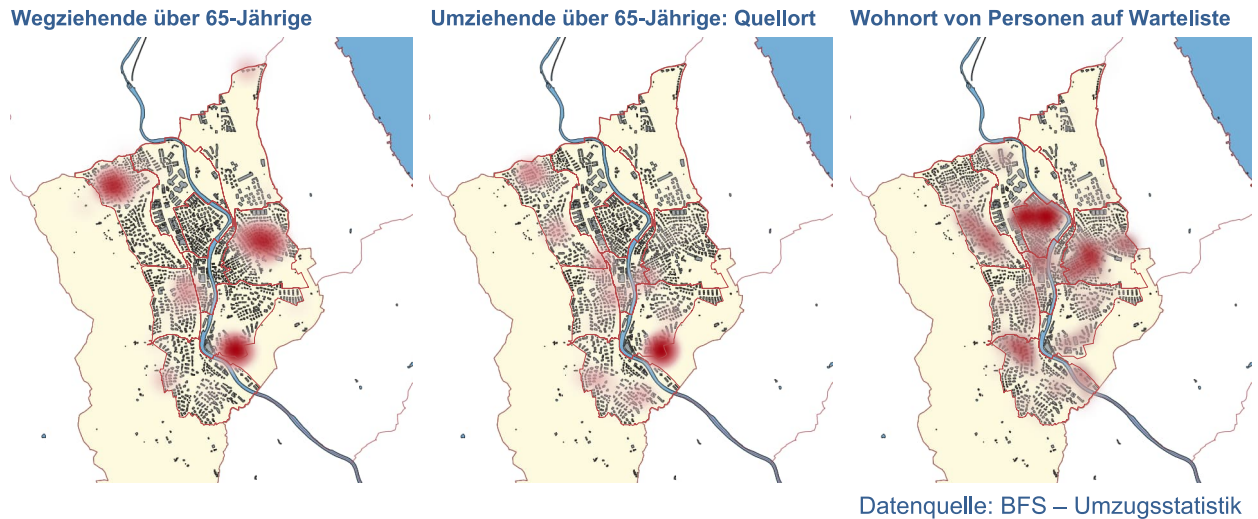 Wegziehende über 65-Jährige
Umziehende über 65-Jährige: Quellort
Wohnort von Personen auf Warteliste
Datenquelle: BFS – Umzugsstatistik